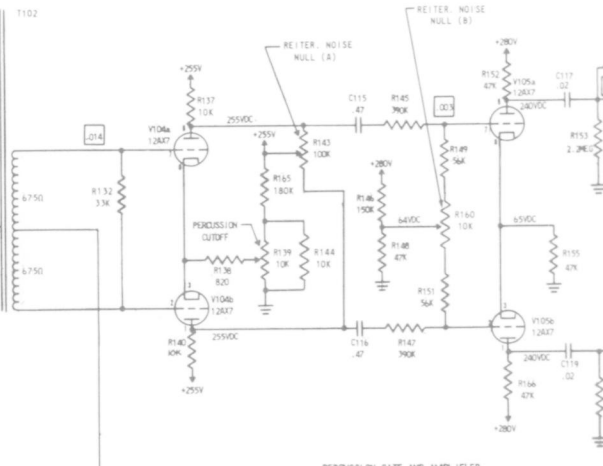 T102
REITER. NOISE
NULL (B)
REITER. NOISE
NULL (A)
+255V
R137
10K
255VDC
.014
V104a
12AX7
R132
33K
6750
6750
+255V
R143
100K
R165
180K
PERCUSSION
CUTOFF
R139
10K
R144
10K
R138
820
V104b
12AX7
R140
10K
255VDC
+255V
C115
.47
R145
390K
.003
R149
56K
+280V
R146
150K
64VDC
R148
47K
R160
10K
R151
56K
C116
.47
R147
390K
+280V
R152
47K
V105a
12AX7
240VDC
C117
.02
R153
2.2MEG
65VDC
R155
47K
V105b
12AX7
240VDC
C119
.02
R166
47K
+280V